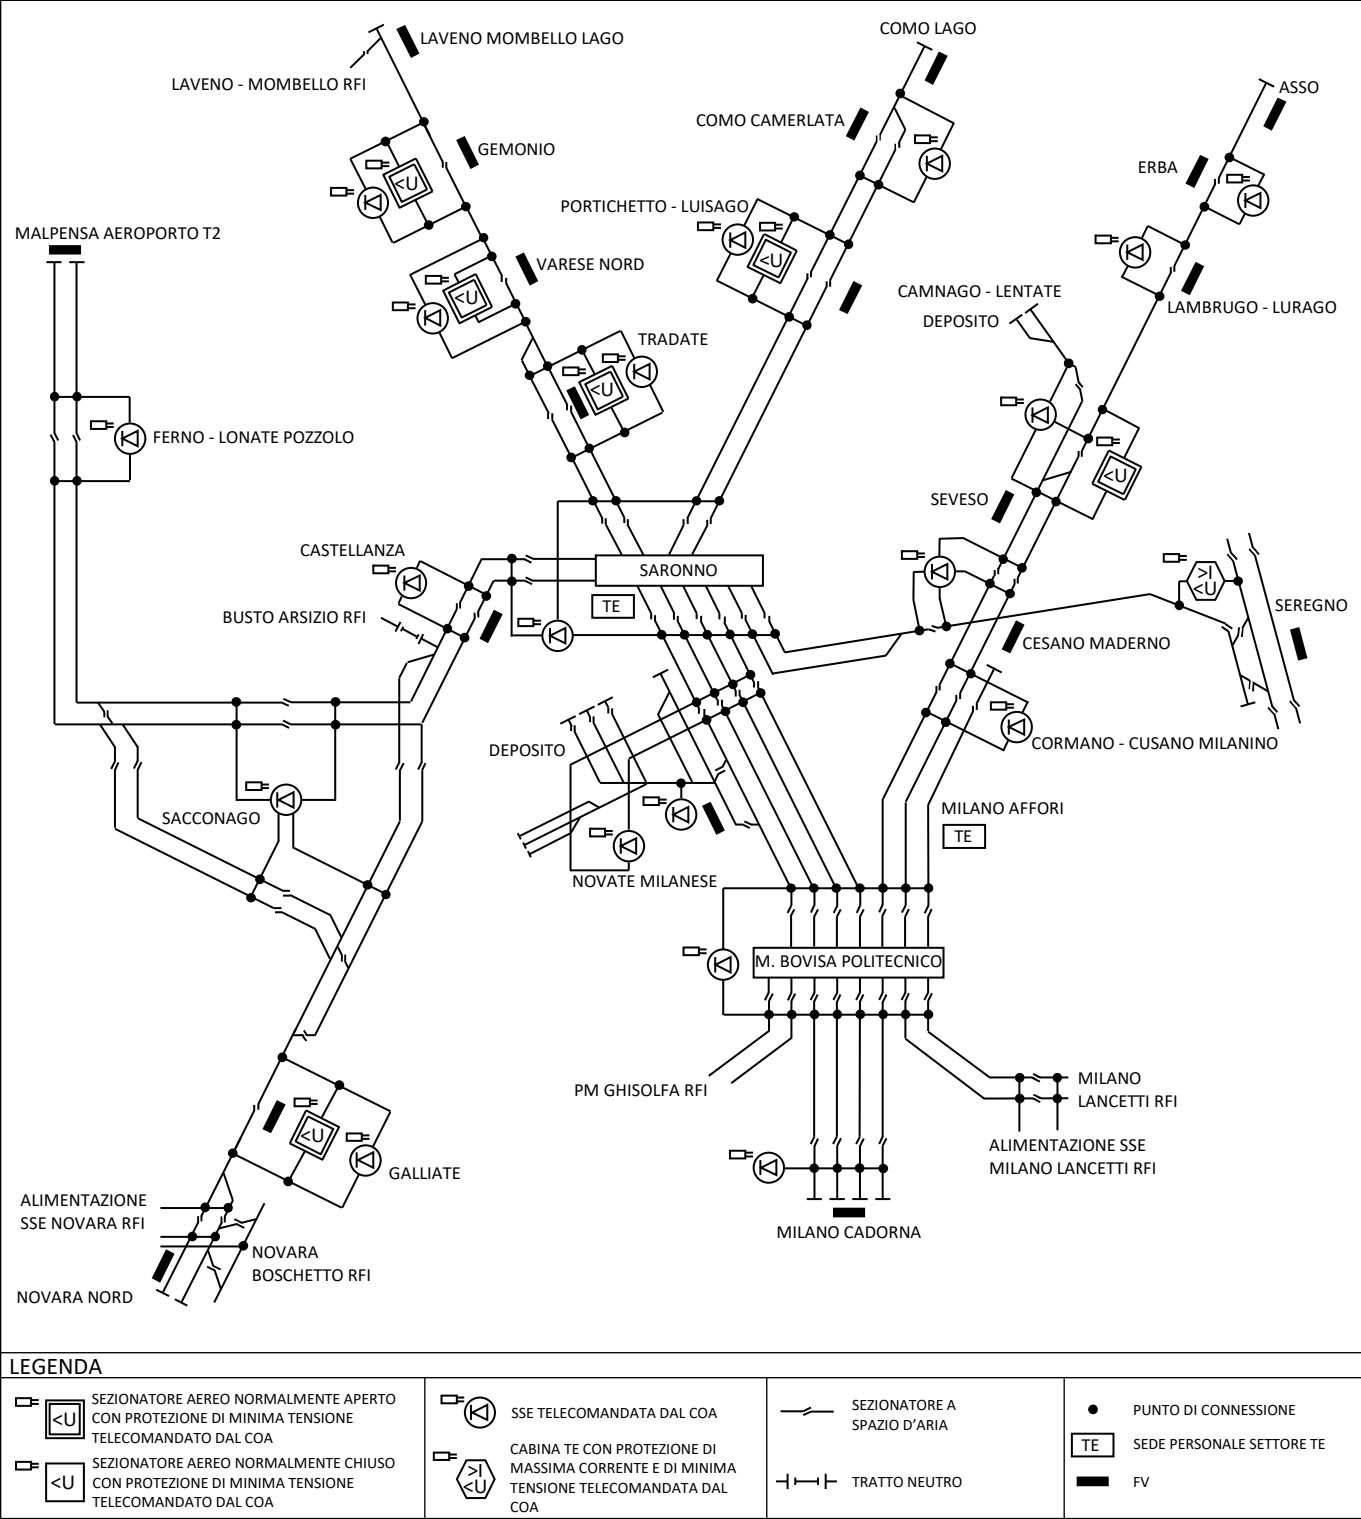 COMO LAGO
LAVENO MOMBELLO LAGO
LAVENO - MOMBELLO RFI
ASSO
COMO CAMERLATA
GEMONIO
ERBA
<U
PORTICHETTO - LUISAGO
MALPENSA AEROPORTO T2
VARESE NORD
<U
CAMNAGO - LENTATE
DEPOSITO
LAMBRUGO - LURAGO
<U
TRADATE
<U
FERNO - LONATE POZZOLO
<U
SEVESO
CASTELLANZA
SARONNO
>I
<U
TE
SEREGNO
BUSTO ARSIZIO RFI
CESANO MADERNO
DEPOSITO
CORMANO - CUSANO MILANINO
SACCONAGO
MILANO AFFORI
TE
NOVATE MILANESE
M. BOVISA POLITECNICO
PM GHISOLFA RFI
MILANO
LANCETTI RFI
<U
ALIMENTAZIONE SSE
MILANO LANCETTI RFI
GALLIATE
ALIMENTAZIONE
SSE NOVARA RFI
MILANO CADORNA
NOVARA
BOSCHETTO RFI
NOVARA NORD
LEGENDA
<U
SEZIONATORE AEREO NORMALMENTE APERTO
CON PROTEZIONE DI MINIMA TENSIONE
TELECOMANDATO DAL COA
<U
SEZIONATORE AEREO NORMALMENTE CHIUSO
CON PROTEZIONE DI MINIMA TENSIONE
TELECOMANDATO DAL COA
SSE TELECOMANDATA DAL COA
>I
<U
CABINA TE CON PROTEZIONE DI
MASSIMA CORRENTE E DI MINIMA
TENSIONE TELECOMANDATA DAL
COA
SEZIONATORE A
SPAZIO D'ARIA
TRATTO NEUTRO
PUNTO DI CONNESSIONE
TE
SEDE PERSONALE SETTORE TE
FV